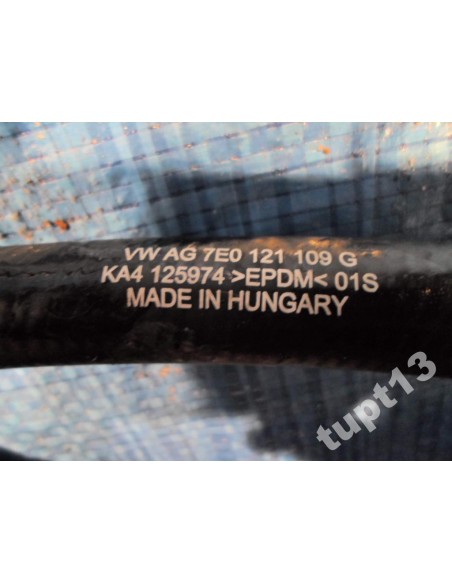 VW AG 7E0 121 109 G
KA4 125974 >EPDM< 01S
MADE IN HUNGARY
tupt13